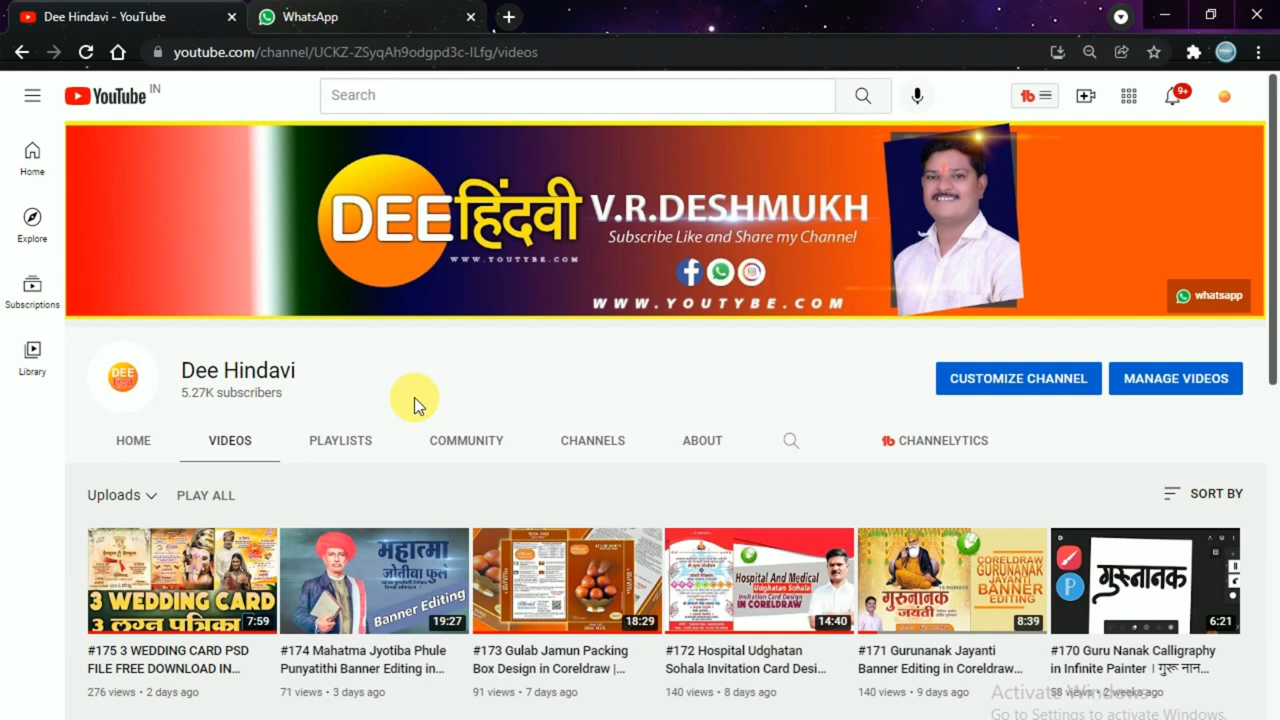 Dee Hindavi - YouTube
WhatsApp
youtube.com/channel/UCKZ-ZSyqAh9odgpd3c-lLfg/videos
YouTube IN
Search
9+
Home
Explore
Subscriptions
Library
DEE हिंदवी
WWW.YOUTYBE.COM
V.R.DESHMUKH
Subscribe Like and Share my Channel
WWW.YOUTYBE.COM
whatsapp
DEE
Dee Hindavi
5.27K subscribers
CUSTOMIZE CHANNEL
MANAGE VIDEOS
HOME VIDEOS PLAYLISTS COMMUNITY CHANNELS ABOUT CHANNELYTICS
Uploads PLAY ALL
SORT BY
3 WEDDING CARD
3 लग्न पत्रिका
7:59
महात्मा
जोतीबा फुले
Banner Editing
19:27
18:29
Hospital And Medical
Udghatan Sohala
Invitation Card Design
IN CORELDRAW
14:40
CORELDRAW
GURUNANAK
JAYANTI
BANNER
EDITING
गुरुनानक
जयंती
8:39
गुरुनानक
6:21
#175 3 WEDDING CARD PSD
FILE FREE DOWNLOAD IN...
276 views • 2 days ago
#174 Mahatma Jyotiba Phule
Punyatithi Banner Editing in...
71 views • 3 days ago
#173 Gulab Jamun Packing
Box Design in Coreldraw |...
91 views • 7 days ago
#172 Hospital Udghatan
Sohala Invitation Card Desi...
140 views • 8 days ago
#171 Gurunanak Jayanti
Banner Editing in Coreldraw...
140 views • 9 days ago
#170 Guru Nanak Calligraphy
in Infinite Painter । गुरू नान...
58 views • 2 weeks ago
Activate Windows
Go to Settings to activate Windows.